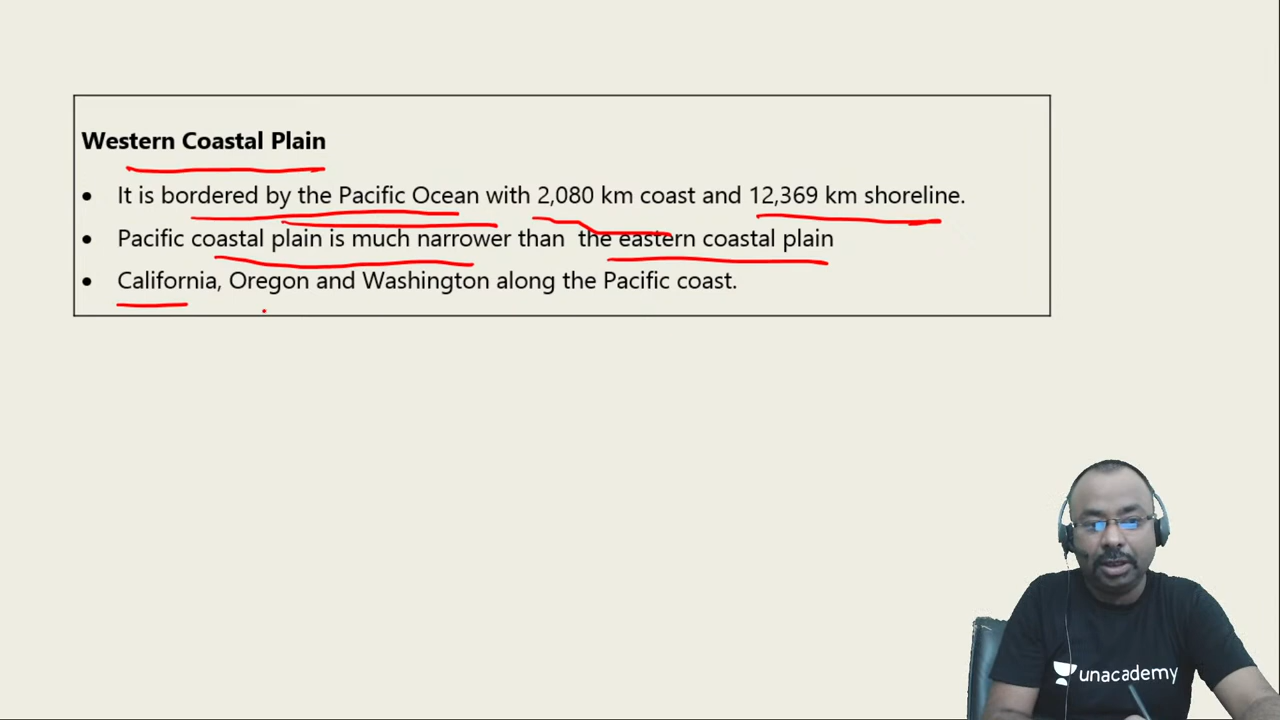 Western Coastal Plain
• It is bordered by the Pacific Ocean with 2,080 km coast and 12,369 km shoreline.
• Pacific coastal plain is much narrower than the eastern coastal plain
• California, Oregon and Washington along the Pacific coast.
unacademy